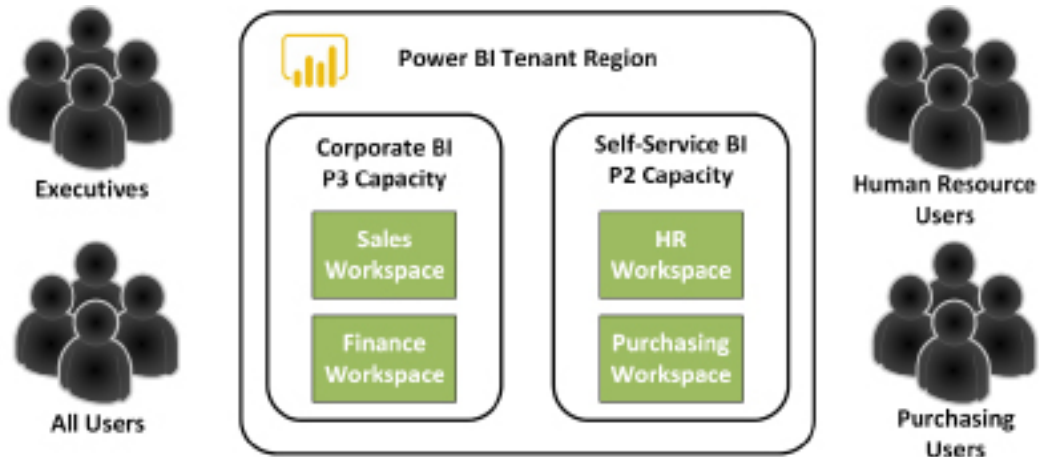 Power BI Tenant Region
Executives
All Users
Corporate BI
P3 Capacity
Sales
Workspace
Finance
Workspace
Self-Service BI
P2 Capacity
HR
Workspace
Purchasing
Workspace
Human Resource
Users
Purchasing
Users